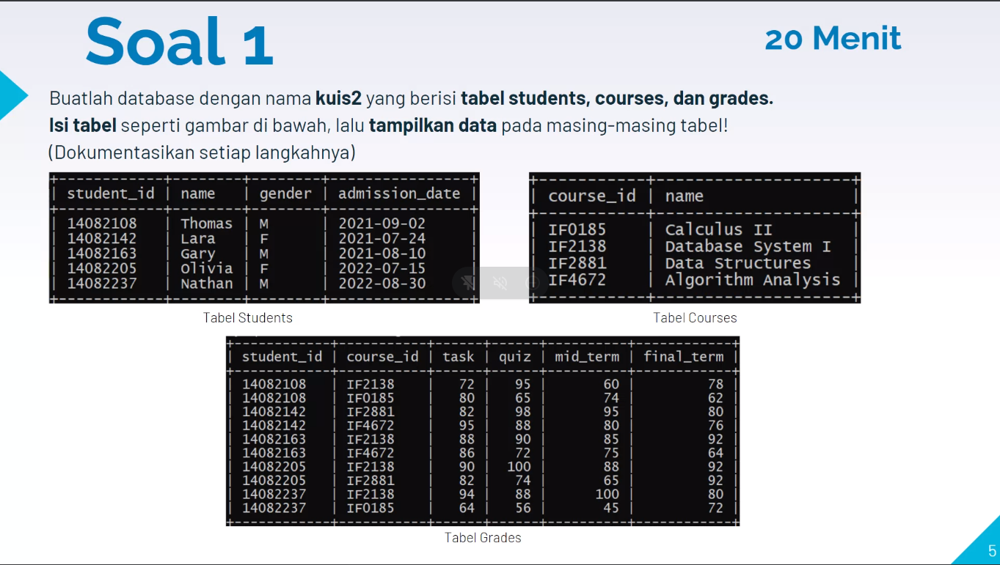 Soal 1
20 Menit
Buatlah database dengan nama kuis2 yang berisi tabel students, courses, dan grades.
Isi tabel seperti gambar di bawah, lalu tampilkan data pada masing-masing tabel!
(Dokumentasikan setiap langkahnya)
student_id | name | gender | admission_date
14082108 | Thomas | M | 2021-09-02
14082142 | Lara | F | 2021-07-24
14082163 | Gary | M | 2021-08-10
14082205 | Olivia | F | 2022-07-15
14082237 | Nathan | M | 2022-08-30
Tabel Students
course_id | name
IF0185 | Calculus II
IF2138 | Database System I
IF2881 | Data Structures
IF4672 | Algorithm Analysis
Tabel Courses
student_id | course_id | task | quiz | mid_term | final_term
14082108 | IF2138 | 72 | 95 | 60 | 78
14082108 | IF0185 | 80 | 65 | 74 | 62
14082142 | IF2881 | 82 | 98 | 95 | 80
14082142 | IF4672 | 95 | 88 | 80 | 76
14082163 | IF2138 | 88 | 90 | 85 | 92
14082163 | IF4672 | 86 | 72 | 75 | 64
14082205 | IF2138 | 90 | 100 | 88 | 92
14082205 | IF2881 | 82 | 74 | 65 | 92
14082237 | IF2138 | 94 | 88 | 100 | 80
14082237 | IF0185 | 64 | 56 | 45 | 72
Tabel Grades
5